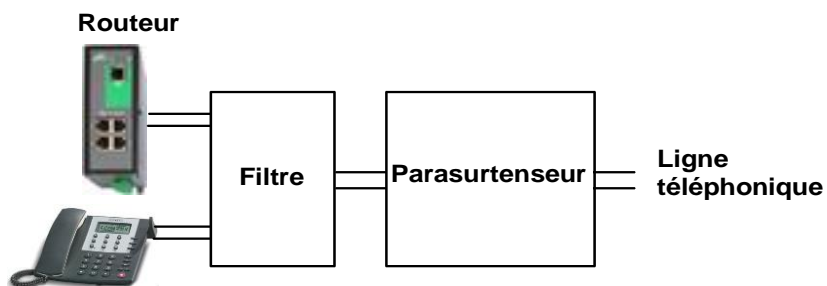 Routeur
Filtre
Parasurtenseur
Ligne
téléphonique